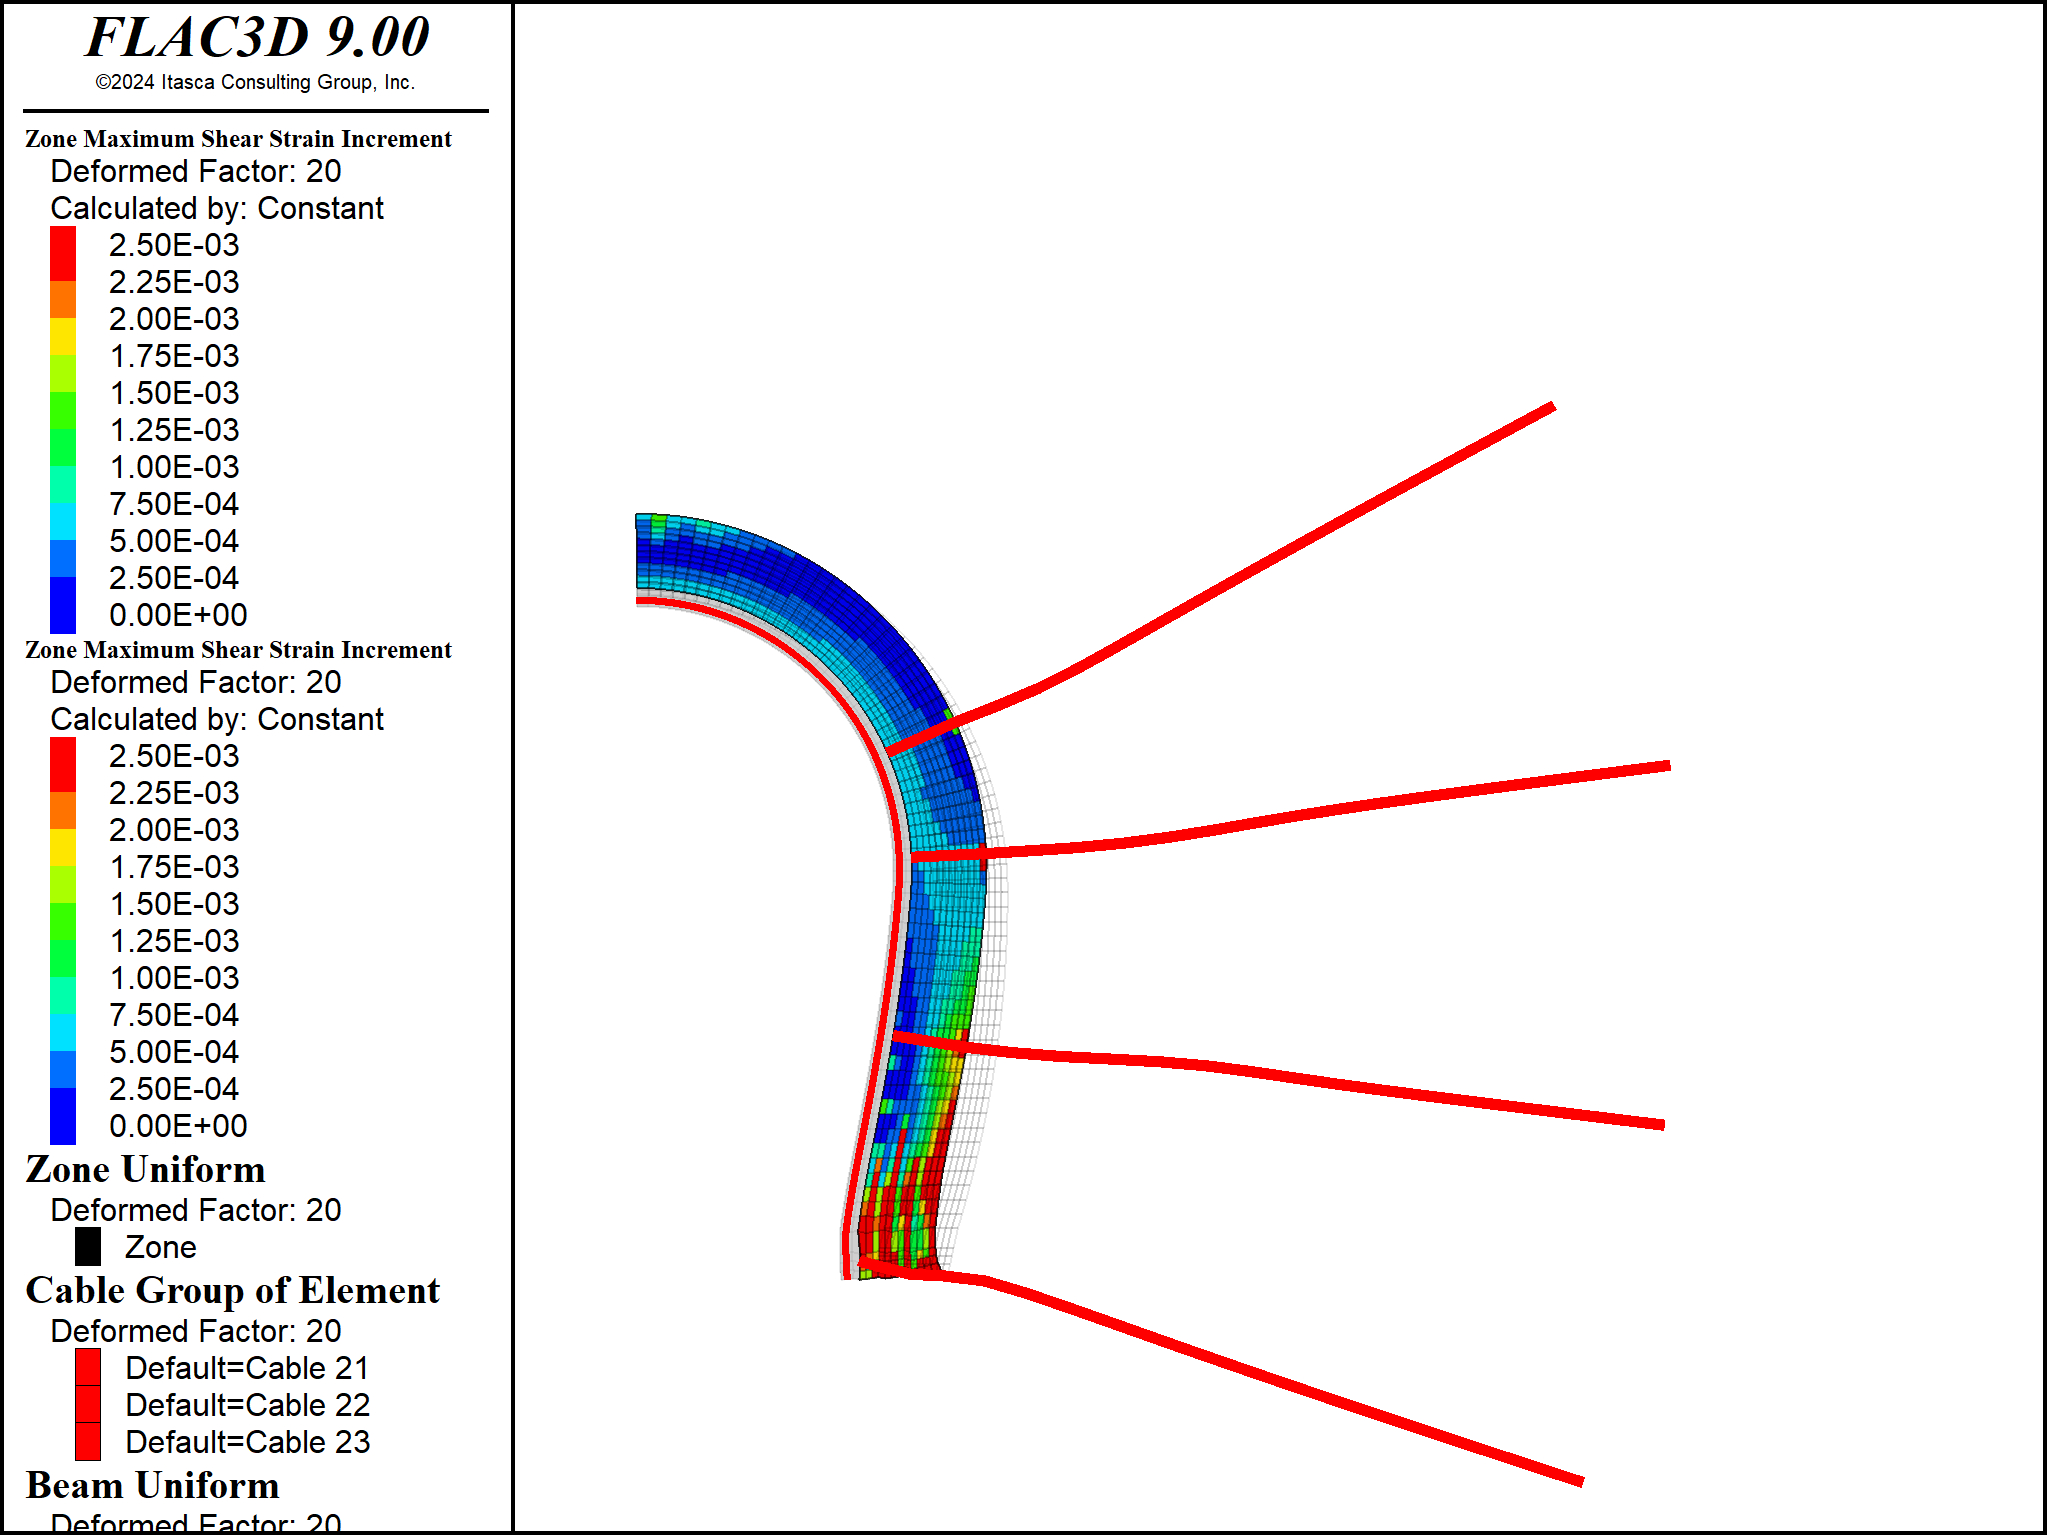 FLAC3D 9.00
©2024 Itasca Consulting Group, Inc.
Zone Maximum Shear Strain Increment
Deformed Factor: 20
Calculated by: Constant
2.50E-03
2.25E-03
2.00E-03
1.75E-03
1.50E-03
1.25E-03
1.00E-03
7.50E-04
5.00E-04
2.50E-04
0.00E+00
Zone Maximum Shear Strain Increment
Deformed Factor: 20
Calculated by: Constant
2.50E-03
2.25E-03
2.00E-03
1.75E-03
1.50E-03
1.25E-03
1.00E-03
7.50E-04
5.00E-04
2.50E-04
0.00E+00
Zone Uniform
Deformed Factor: 20
Zone
Cable Group of Element
Deformed Factor: 20
Default=Cable 21
Default=Cable 22
Default=Cable 23
Beam Uniform
Deformed Factor: 20